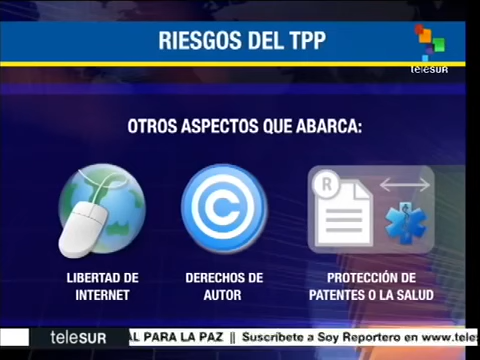 RIESGOS DEL TPP
teleSUR
OTROS ASPECTOS QUE ABARCA:
C
R
LIBERTAD DE
INTERNET
DERECHOS DE
AUTOR
PROTECCIÓN DE
PATENTES O LA SALUD
teleSUR
AL PARA LA PAZ || Suscríbete a Soy Reportero en www.tele